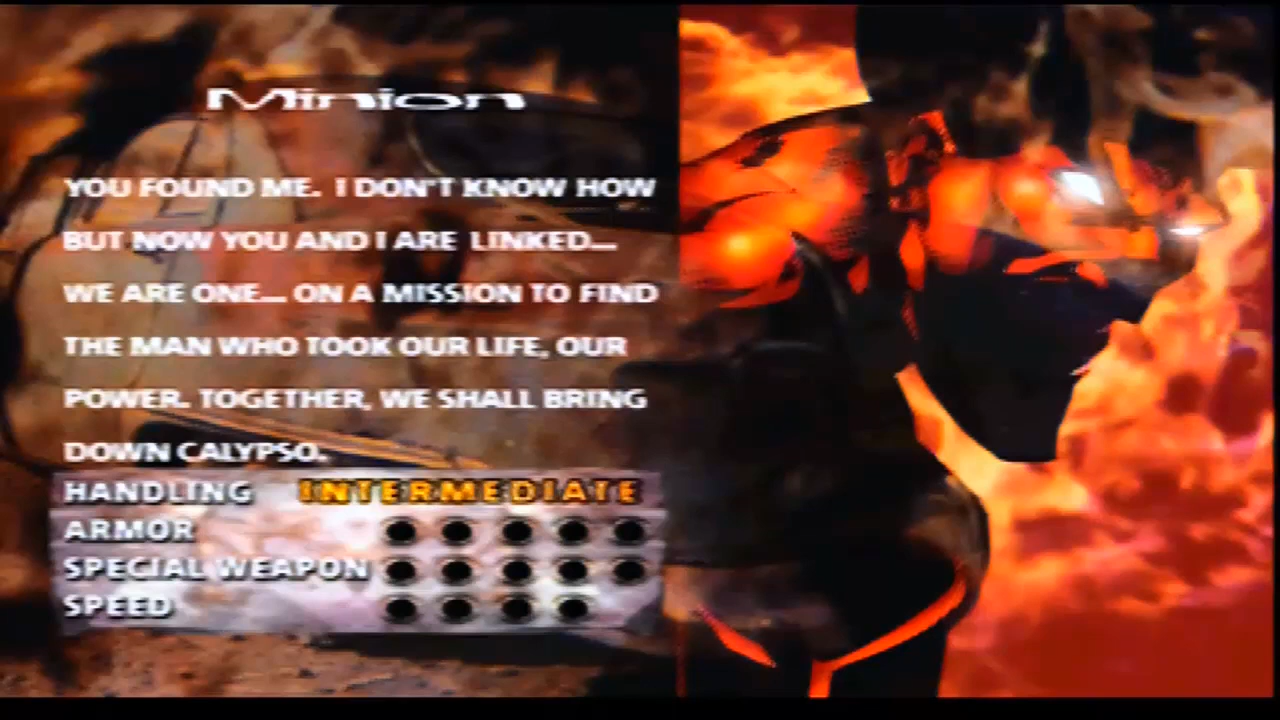 Minion
YOU FOUND ME. I DON'T KNOW HOW
BUT NOW YOU AND I ARE LINKED...
WE ARE ONE... ON A MISSION TO FIND
THE MAN WHO TOOK OUR LIFE, OUR
POWER. TOGETHER, WE SHALL BRING
DOWN CALYPSO.
HANDLING INTERMEDIATE
ARMOR
SPECIAL WEAPON
SPEED